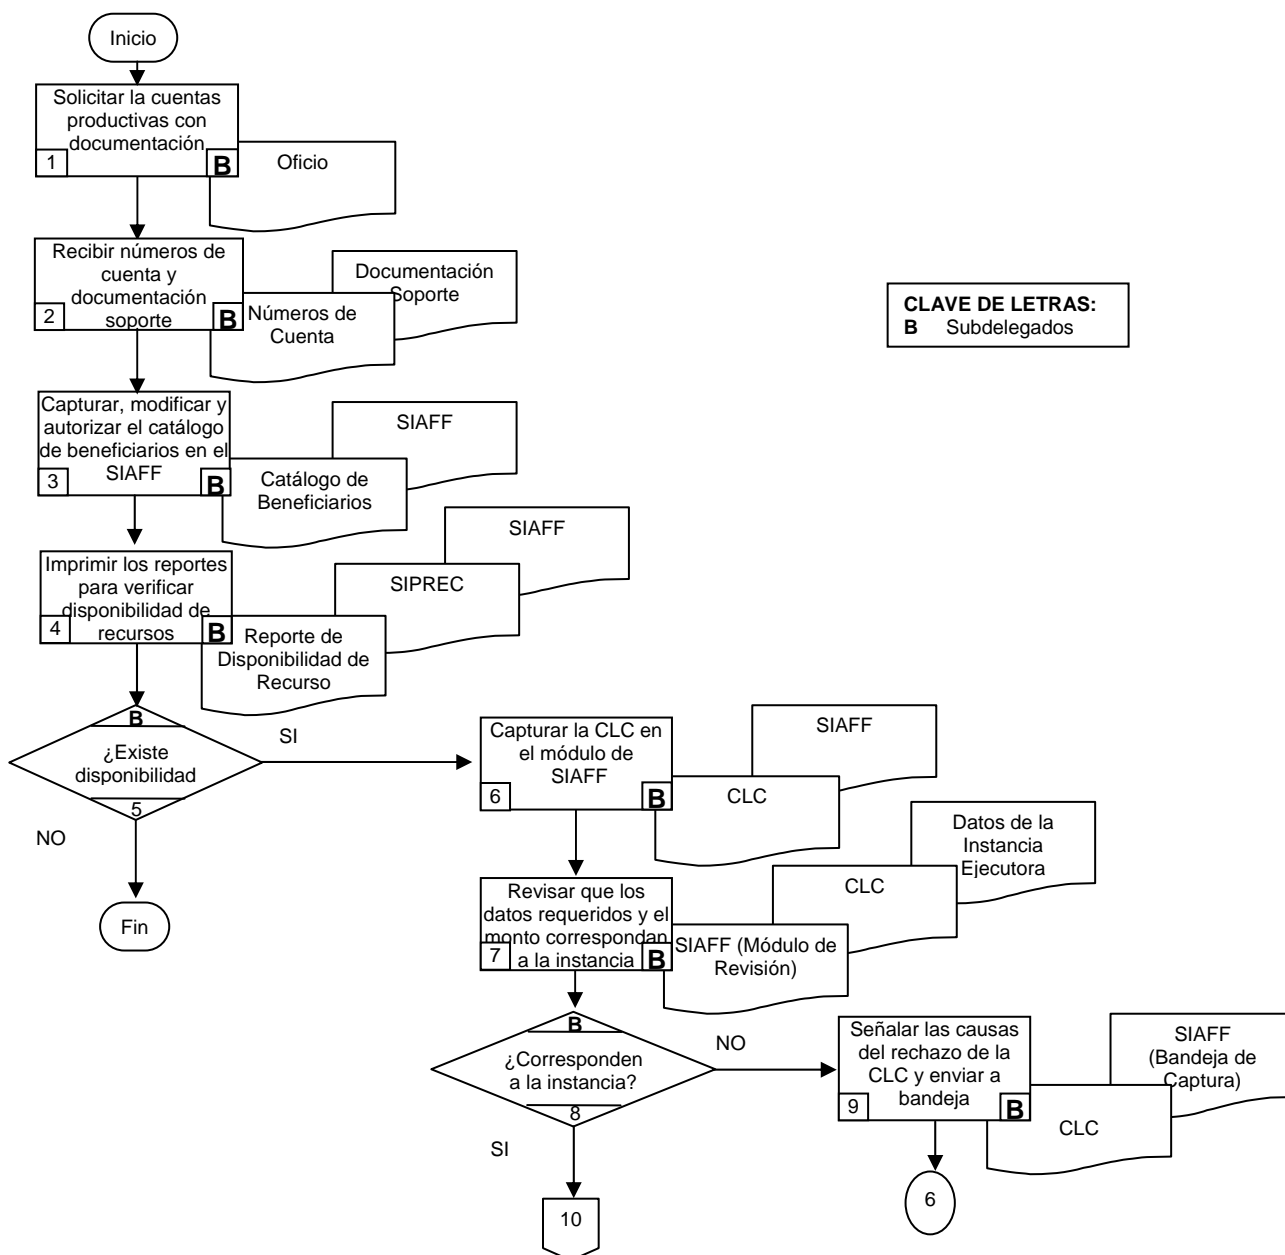 Inicio
Solicitar la cuentas
productivas con
documentación
1
B
Oficio
Recibir números de
cuenta y
documentación
soporte
2
B
Números de
Cuenta
Documentación
Soporte
CLAVE DE LETRAS:
B Subdelegados
Capturar, modificar y
autorizar el catálogo
de beneficiarios en el
SIAFF
3
B
Catálogo de
Beneficiarios
SIAFF
Imprimir los reportes
para verificar
disponibilidad de
recursos
4
B
Reporte de
Disponibilidad de
Recurso
SIPREC
SIAFF
B
¿Existe
disponibilidad
5
SI
NO
Fin
Capturar la CLC en
el módulo de
SIAFF
6
B
CLC
SIAFF
Revisar que los
datos requeridos y el
monto correspondan
a la instancia
7
B
SIAFF (Módulo de
Revisión)
CLC
Datos de la
Instancia
Ejecutora
B
¿Corresponden
a la instancia?
8
NO
SI
Señalar las causas
del rechazo de la
CLC y enviar a
bandeja
9
B
CLC
SIAFF
(Bandeja de
Captura)
6
10